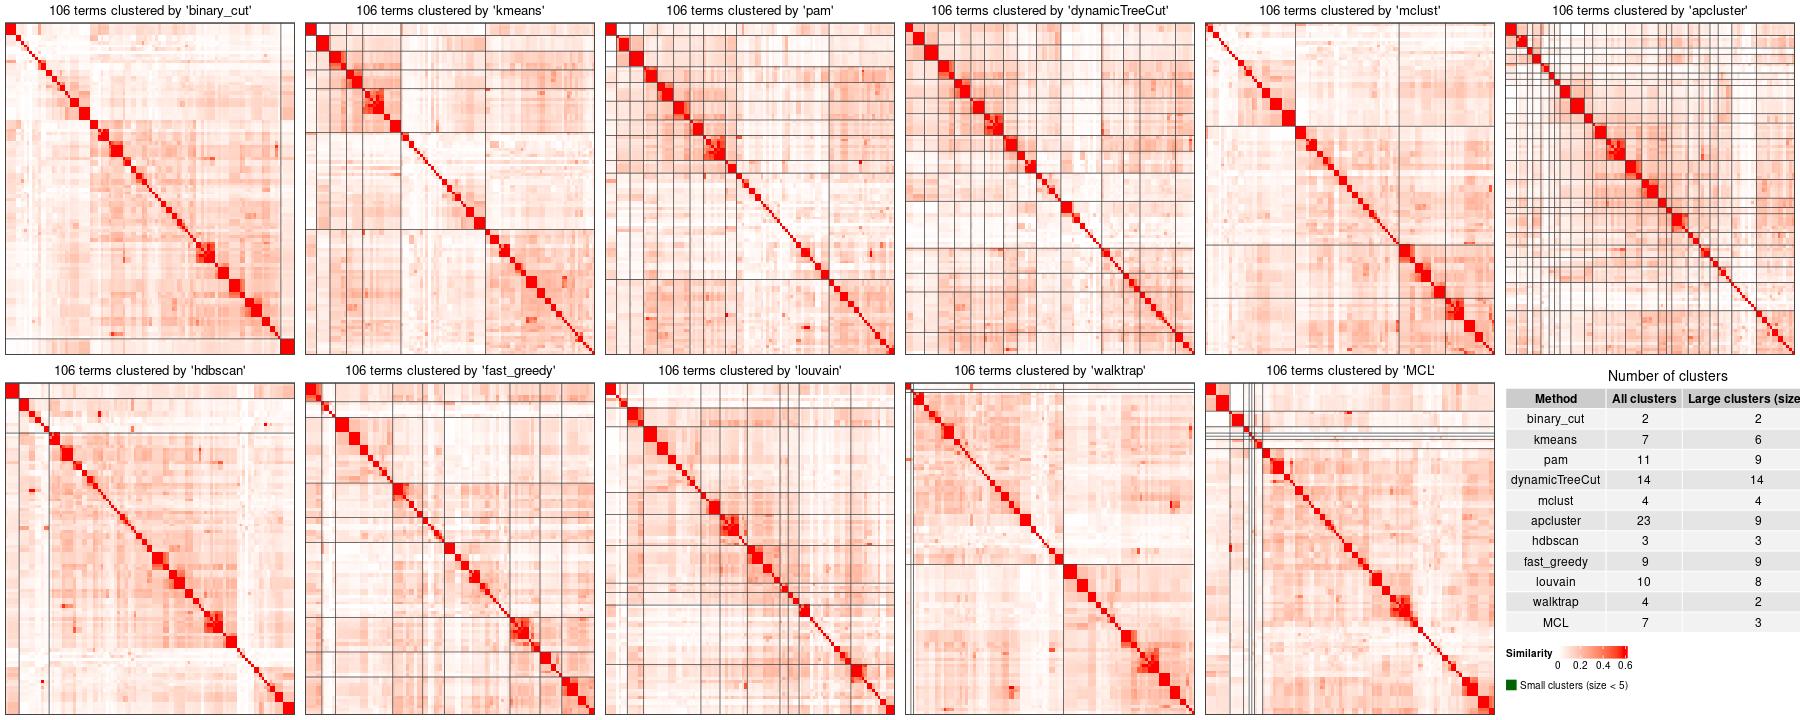 106 terms clustered by 'binary_cut'
106 terms clustered by 'kmeans'
106 terms clustered by 'pam'
106 terms clustered by 'dynamicTreeCut'
106 terms clustered by 'mclust'
106 terms clustered by 'apcluster'
106 terms clustered by 'hdbscan'
106 terms clustered by 'fast_greedy'
106 terms clustered by 'louvain'
106 terms clustered by 'walktrap'
106 terms clustered by 'MCL'
Number of clusters
Method All clusters Large clusters (size
binary_cut 2 2
kmeans 7 6
pam 11 9
dynamicTreeCut 14 14
mclust 4 4
apcluster 23 9
hdbscan 3 3
fast_greedy 9 9
louvain 10 8
walktrap 4 2
MCL 7 3
Similarity
0 0.2 0.4 0.6
Small clusters (size < 5)